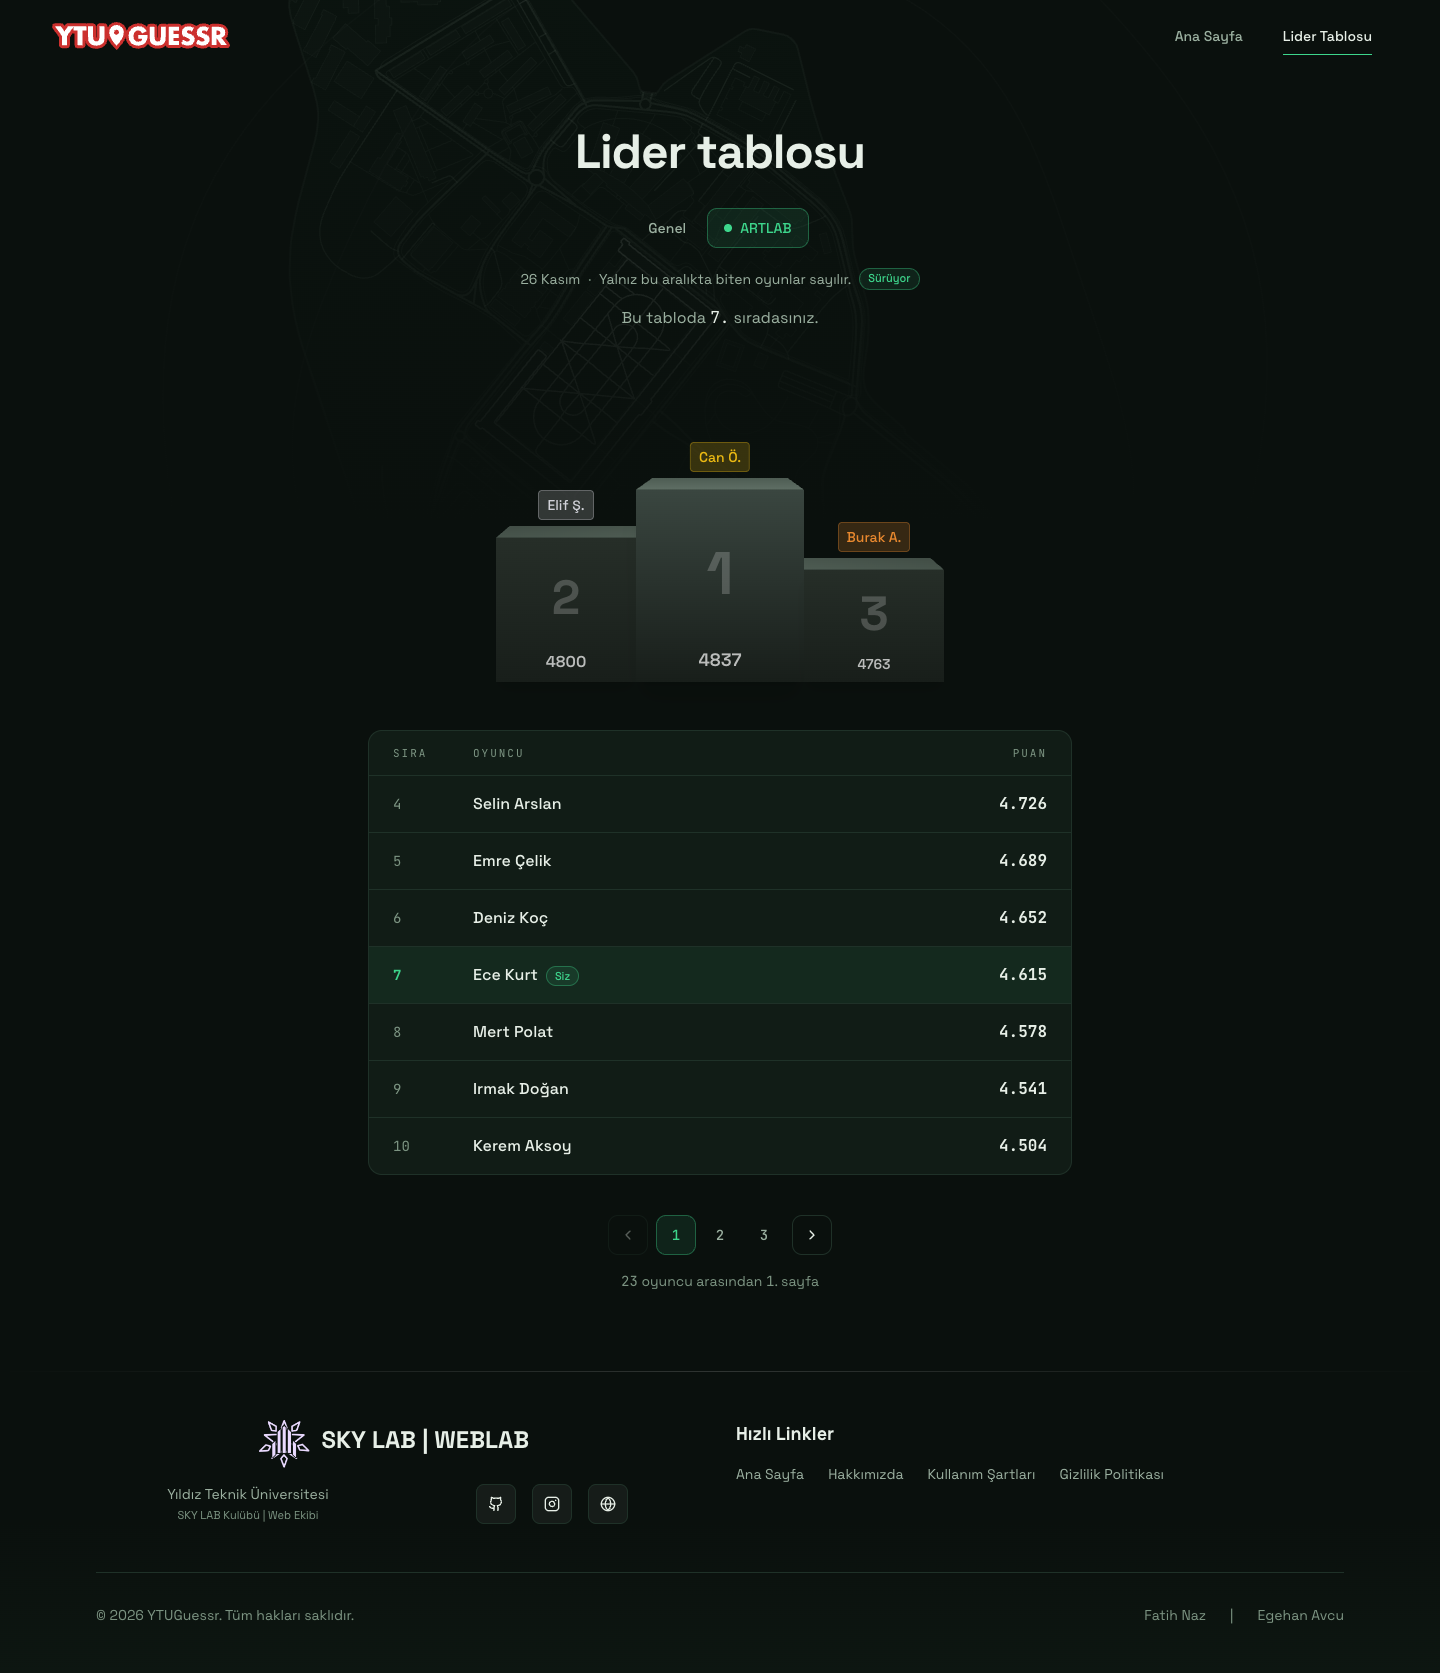 YTU GUESSR
Ana Sayfa
Lider Tablosu
Lider tablosu
Genel
ARTLAB
26 Kasım · Yalnız bu aralıkta biten oyunlar sayılır. Sürüyor
Bu tabloda 7. sıradasınız.
Can Ö.
Elif Ş.
Burak A.
1
2
3
4800
4837
4763
SIRA OYUNCU PUAN
4 Selin Arslan 4.726
5 Emre Çelik 4.689
6 Deniz Koç 4.652
7 Ece Kurt Siz 4.615
8 Mert Polat 4.578
9 Irmak Doğan 4.541
10 Kerem Aksoy 4.504
1 2 3
23 oyuncu arasından 1. sayfa
SKY LAB | WEBLAB
Yıldız Teknik Üniversitesi
SKY LAB Kulübü | Web Ekibi
Hızlı Linkler
Ana Sayfa Hakkımızda Kullanım Şartları Gizlilik Politikası
© 2026 YTUGuessr. Tüm hakları saklıdır.
Fatih Naz | Egehan Avcu